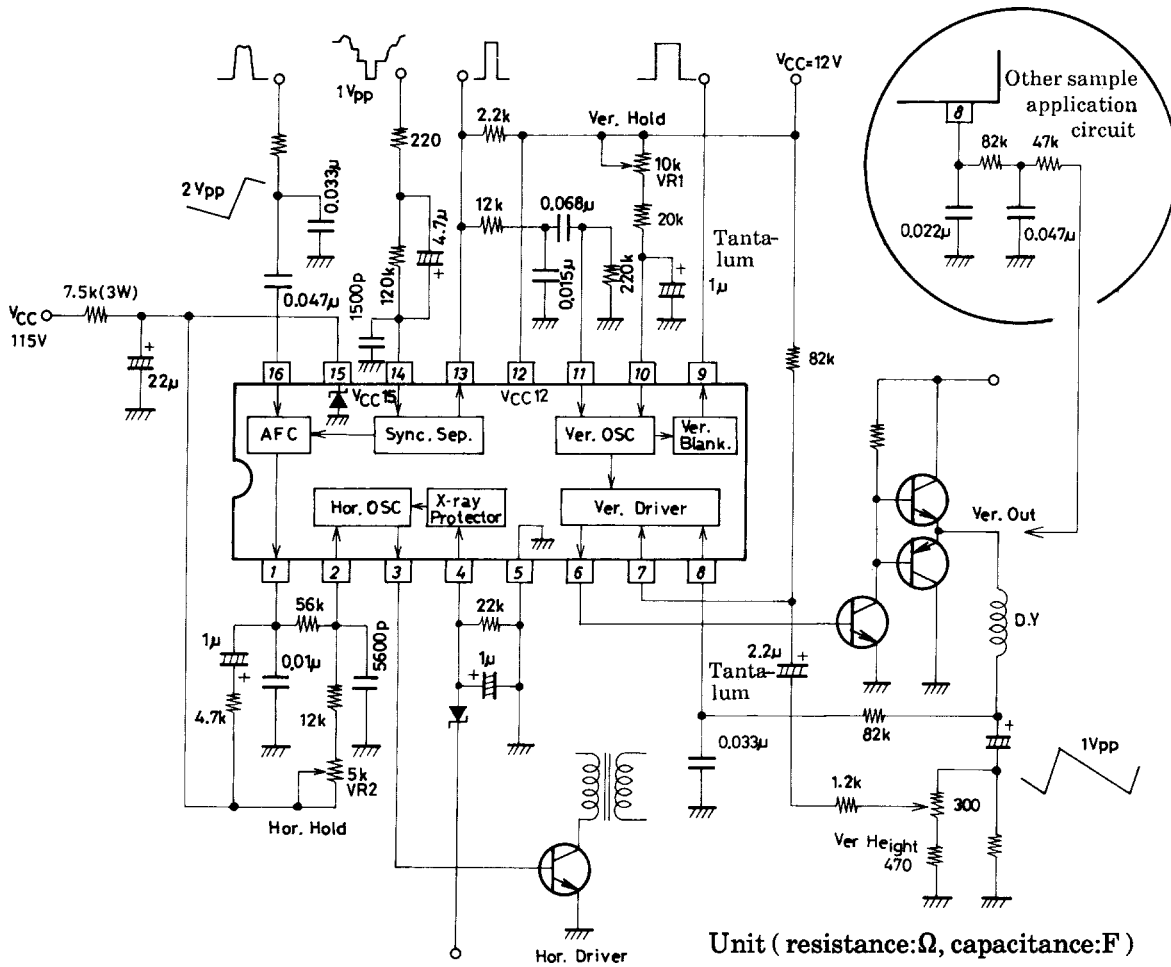 1Vpp
VCC=12V
Other sample
application
circuit
8
82k
47k
0.022µ
0.047µ
2.2k
Ver. Hold
220
10k
VR1
2Vpp
0.033µ
4.7µ
12k
0.068µ
20k
Tanta-
lum
120k
0.015µ
220k
1µ
7.5k(3W)
0.047µ
1500p
VCC
115V
22µ
82k
16
15
14
13
12
11
10
9
VCC15
VCC12
AFC
Sync. Sep.
Ver. OSC
Ver.
Blank.
Hor. OSC
X-ray
Protector
Ver. Driver
Ver. Out
1
2
3
4
5
6
7
8
56k
22k
D.Y
1µ
0.01µ
5600p
1µ
2.2µ
Tanta-
lum
4.7k
12k
82k
0.033µ
1Vpp
5k
VR2
1.2k
300
Hor. Hold
Ver Height
470
Hor. Driver
Unit ( resistance:Ω, capacitance:F )